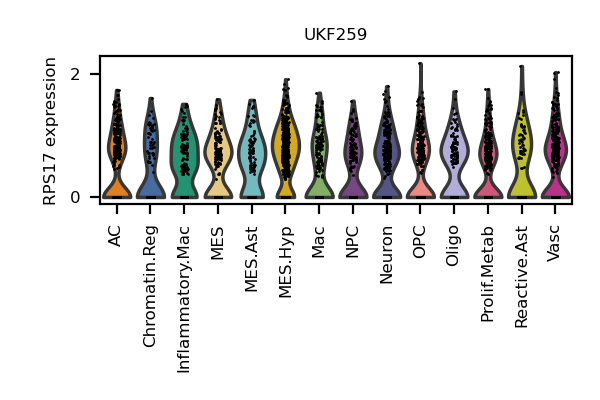 UKF259
RPS17 expression
2
0
AC
Chromatin.Reg
Inflammatory.Mac
MES
MES.Ast
MES.Hyp
Mac
NPC
Neuron
OPC
Oligo
Prolif.Metab
Reactive.Ast
Vasc